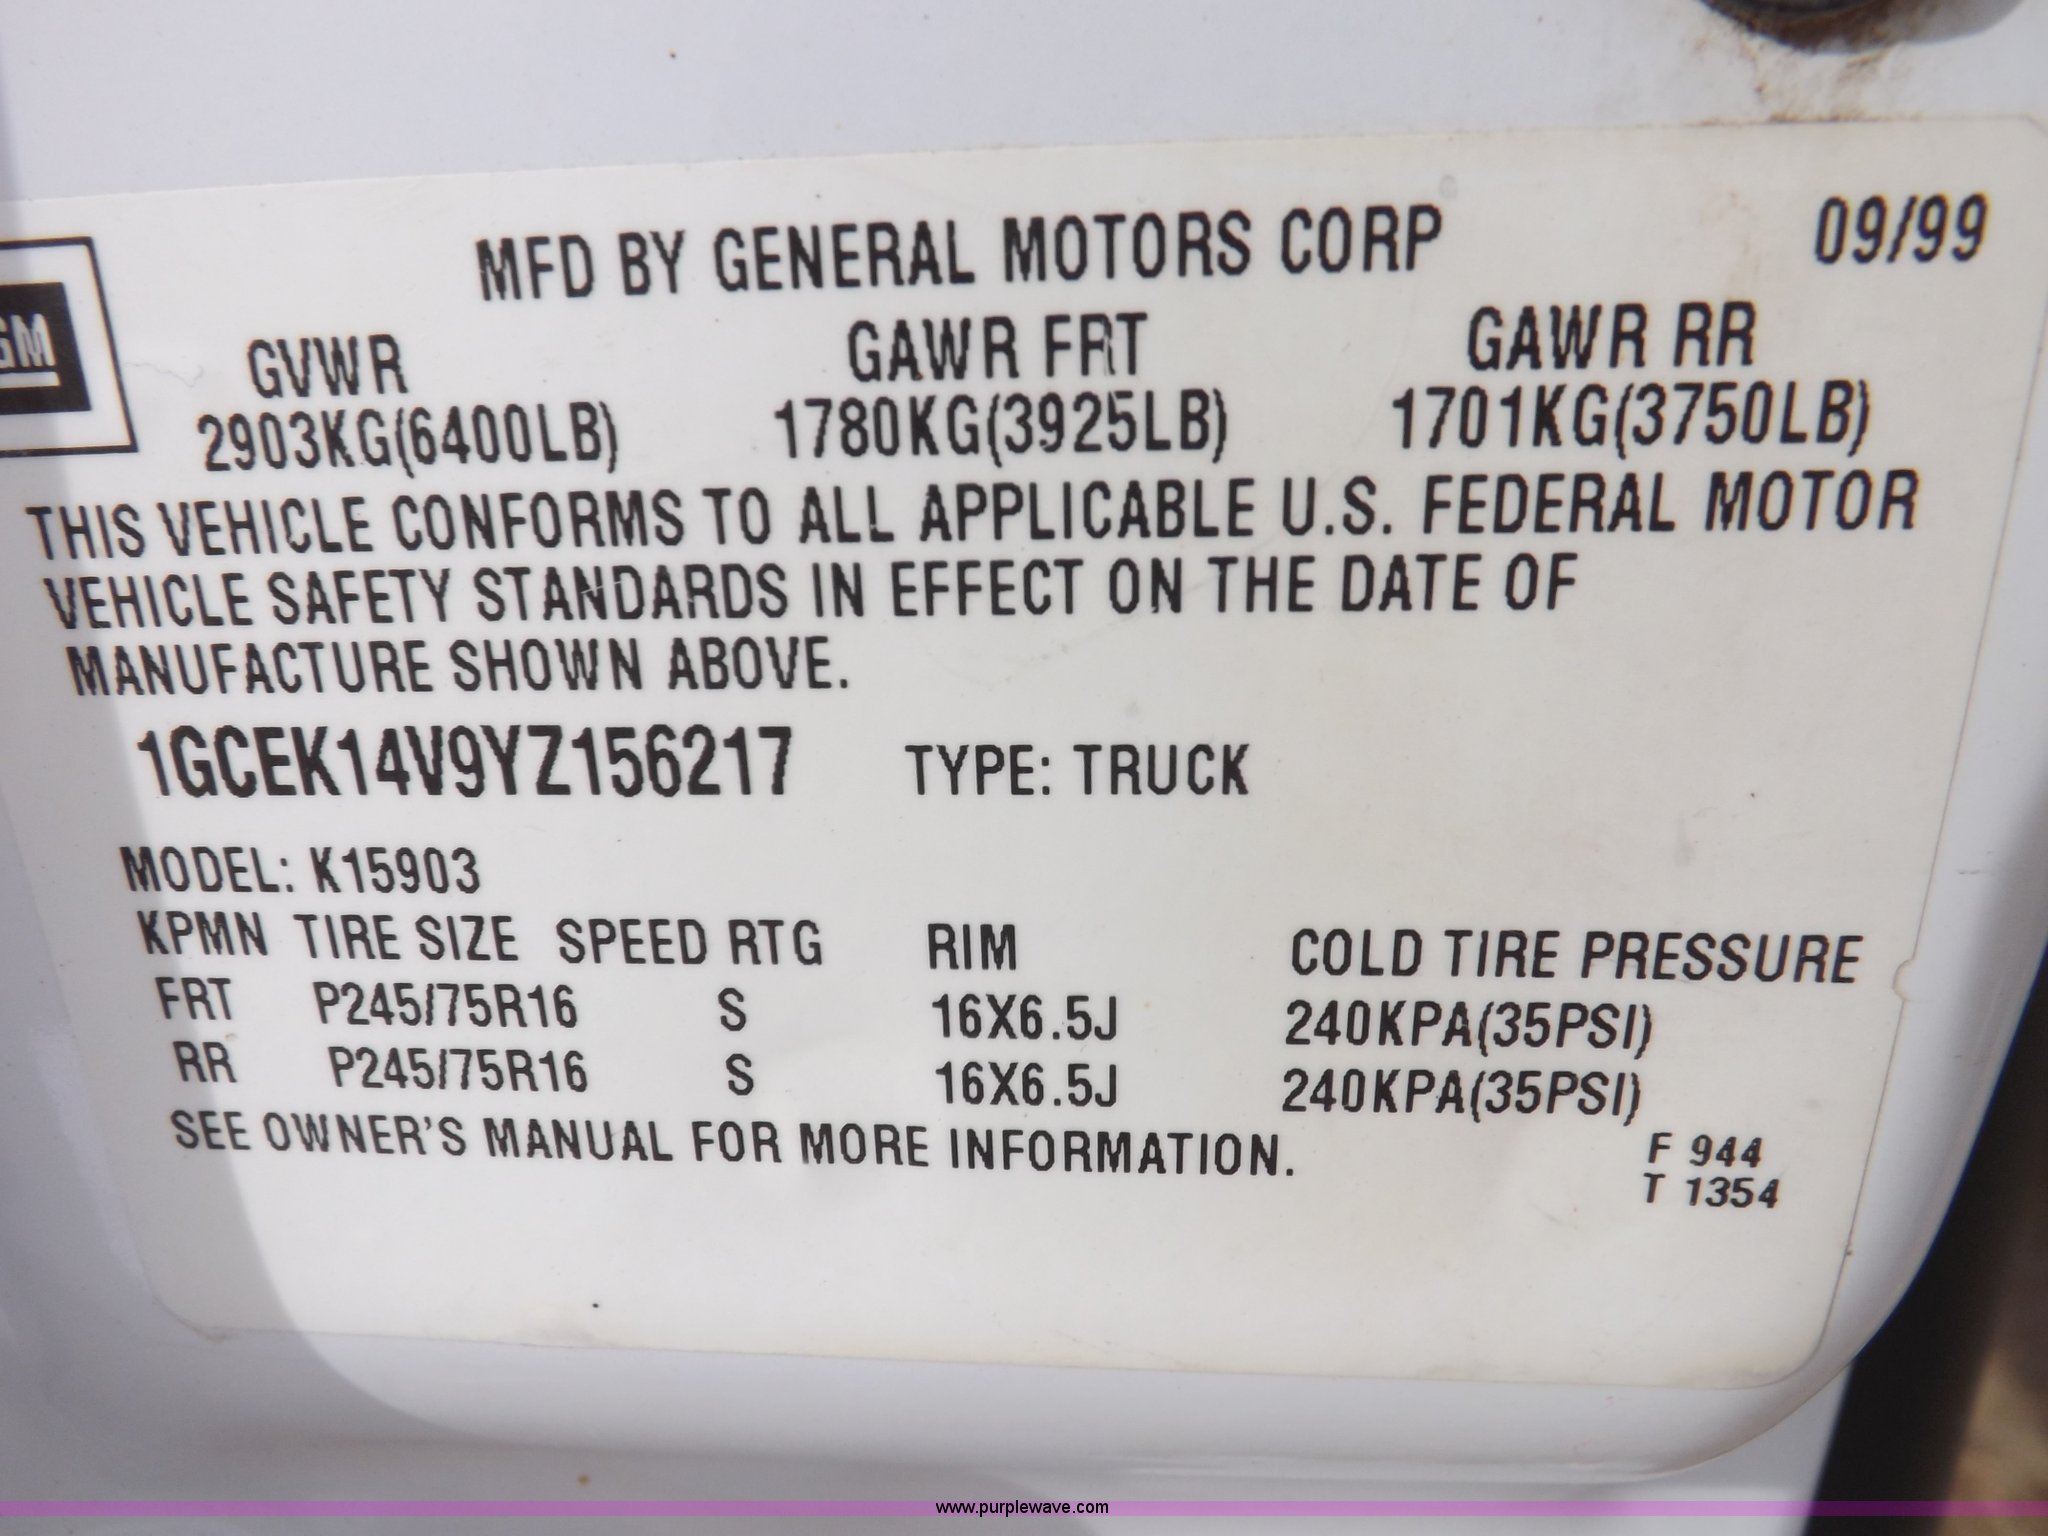 MFD BY GENERAL MOTORS CORP 09/99
GM
GVWR GAWR FRT GAWR RR
2903KG(6400LB) 1780KG(3925LB) 1701KG(3750LB)
THIS VEHICLE CONFORMS TO ALL APPLICABLE U.S. FEDERAL MOTOR
VEHICLE SAFETY STANDARDS IN EFFECT ON THE DATE OF
MANUFACTURE SHOWN ABOVE.
1GCEK14V9YZ156217 TYPE: TRUCK
MODEL: K15903
KPMN TIRE SIZE SPEED RTG RIM COLD TIRE PRESSURE
FRT P245/75R16 S 16X6.5J 240KPA(35PSI)
RR P245/75R16 S 16X6.5J 240KPA(35PSI)
SEE OWNER'S MANUAL FOR MORE INFORMATION.
F 944
T 1354
www.purplewave.com